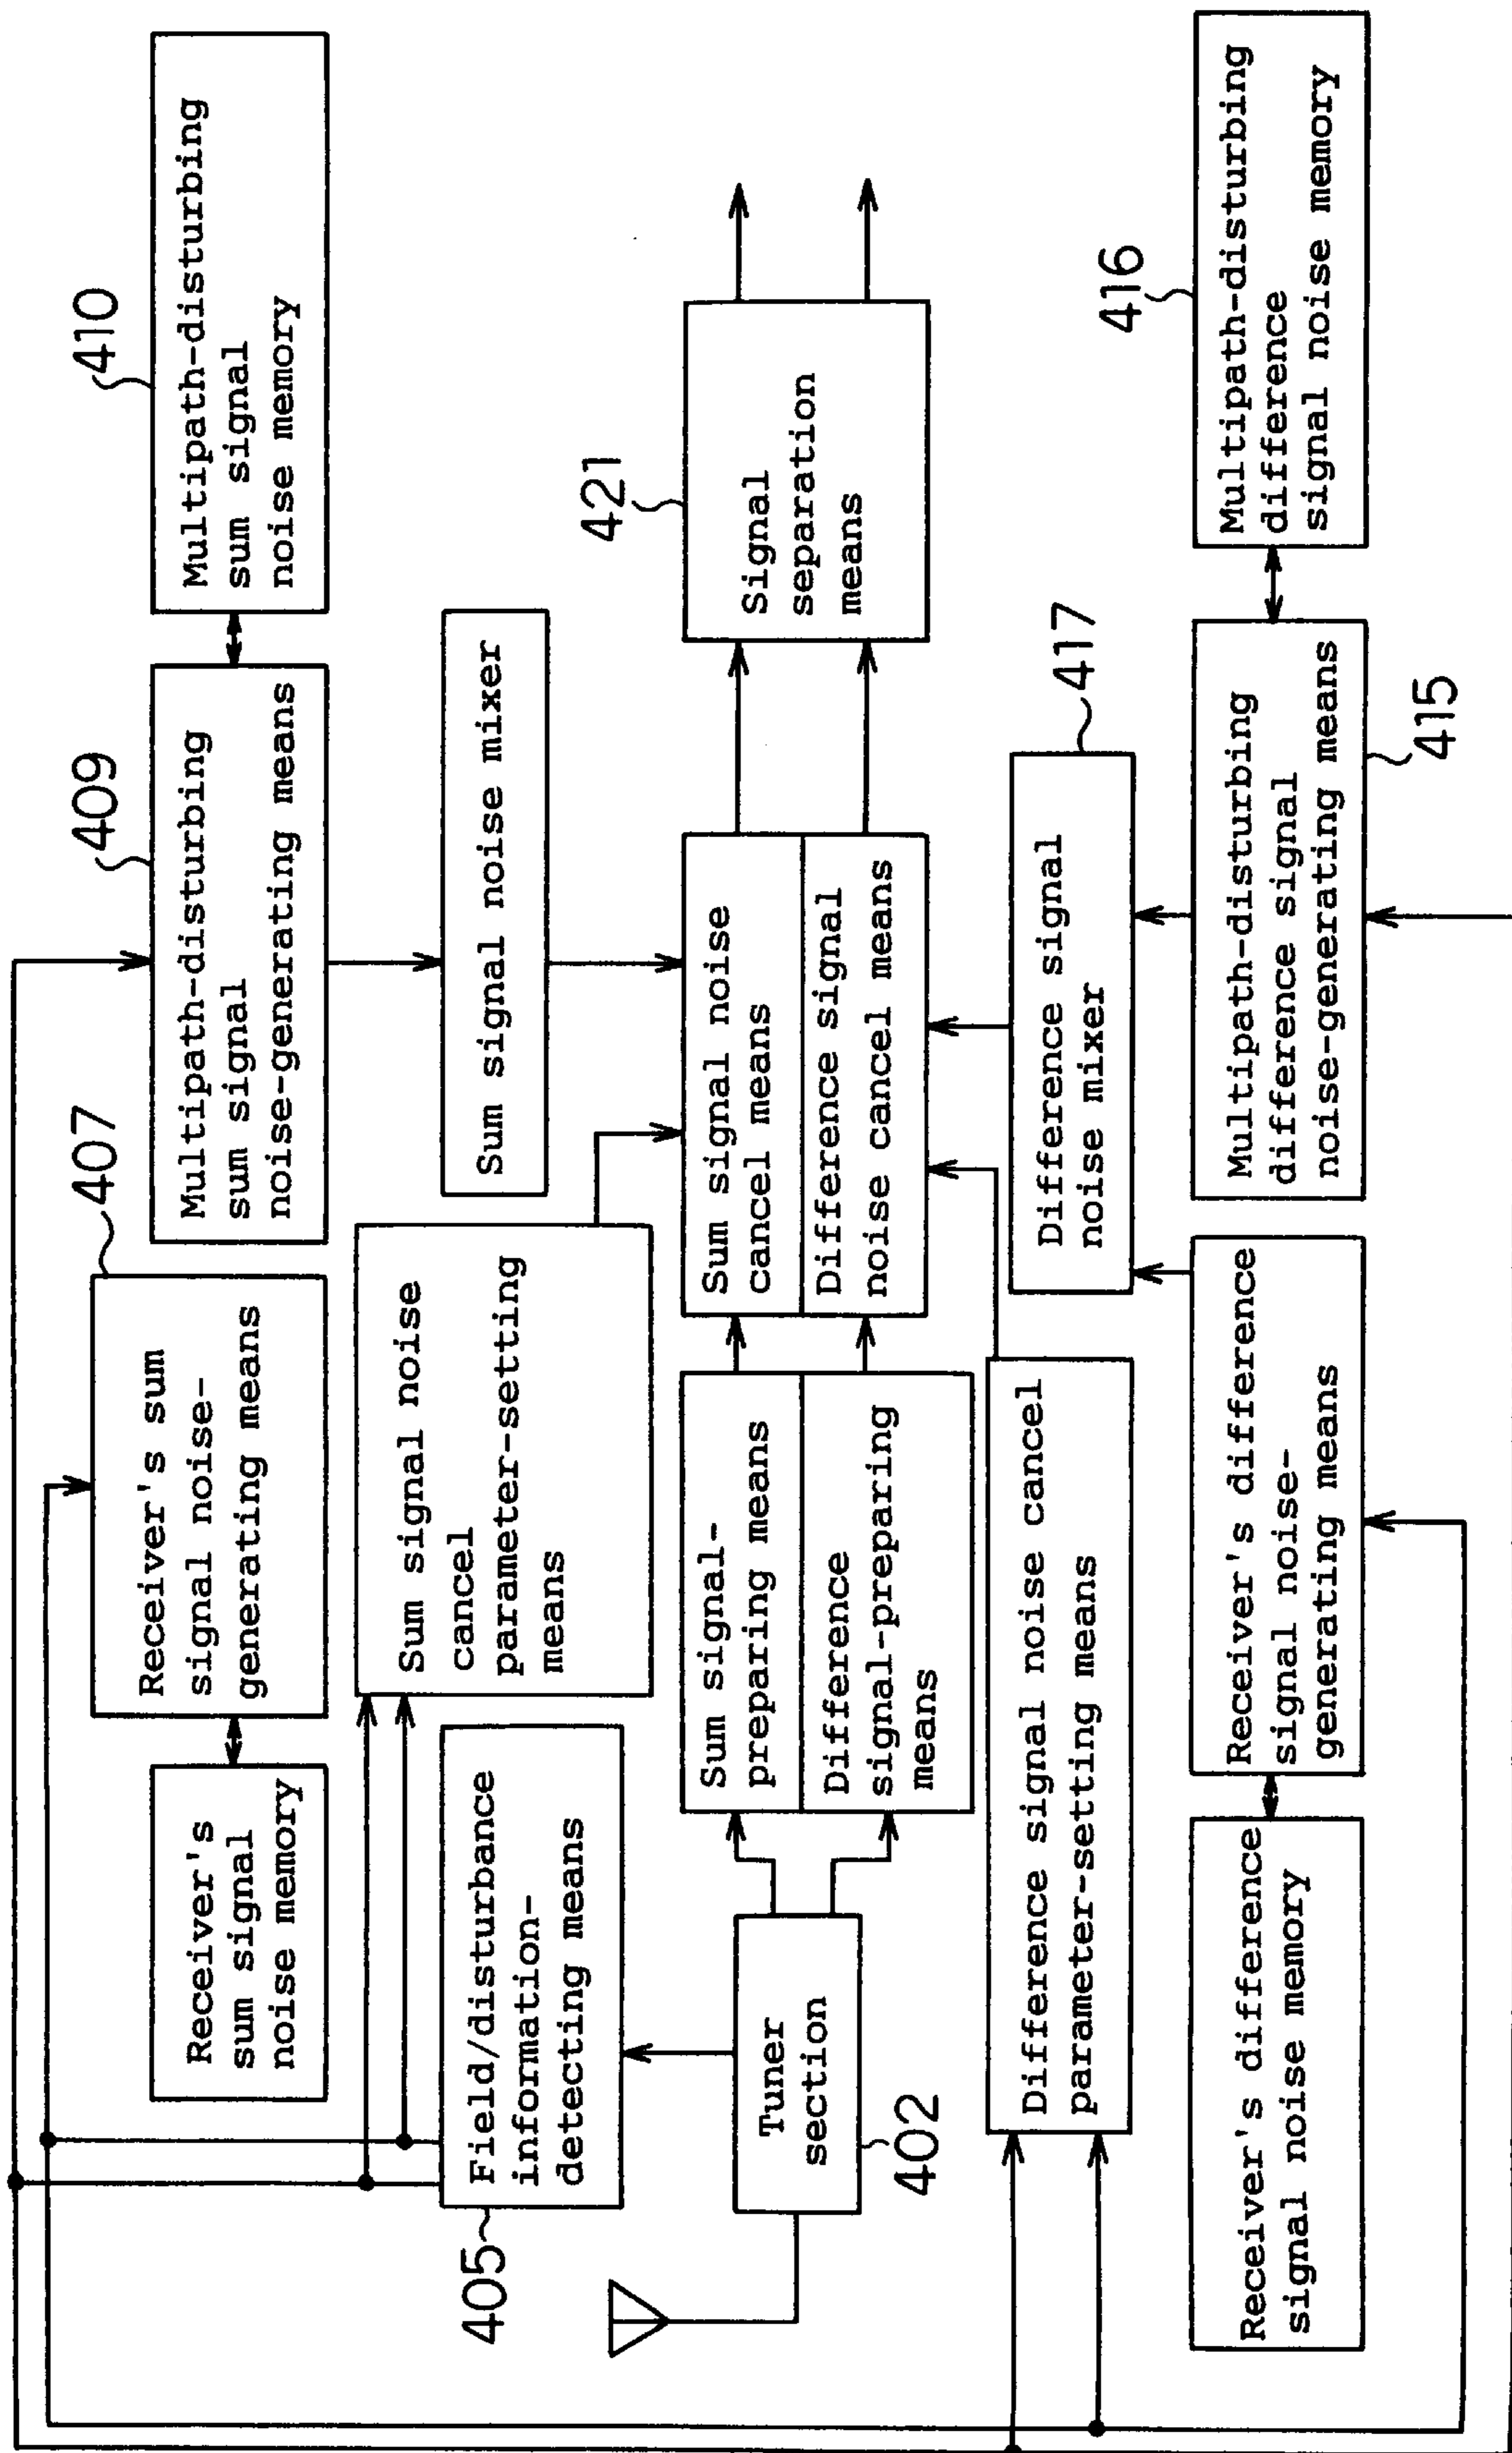 410
Multipath-disturbing
sum signal
noise memory
409
Multipath-disturbing
sum signal
noise-generating means
407
Receiver's sum
signal noise-
generating means
Receiver's
sum signal
noise memory
Sum signal noise mixer
Sum signal noise
cancel
parameter-setting
means
405
Field/disturbance
information-
detecting means
421
Signal
separation
means
Sum signal noise
cancel means
Difference signal
noise cancel means
Sum signal-
preparing means
Difference
signal-preparing
means
Tuner
section
402
417
Difference signal
noise mixer
Difference signal noise cancel
parameter-setting means
416
Multipath-disturbing
difference
signal noise memory
Multipath-disturbing
difference signal
noise-generating means
415
Receiver's difference
signal noise-
generating means
Receiver's difference
signal noise memory